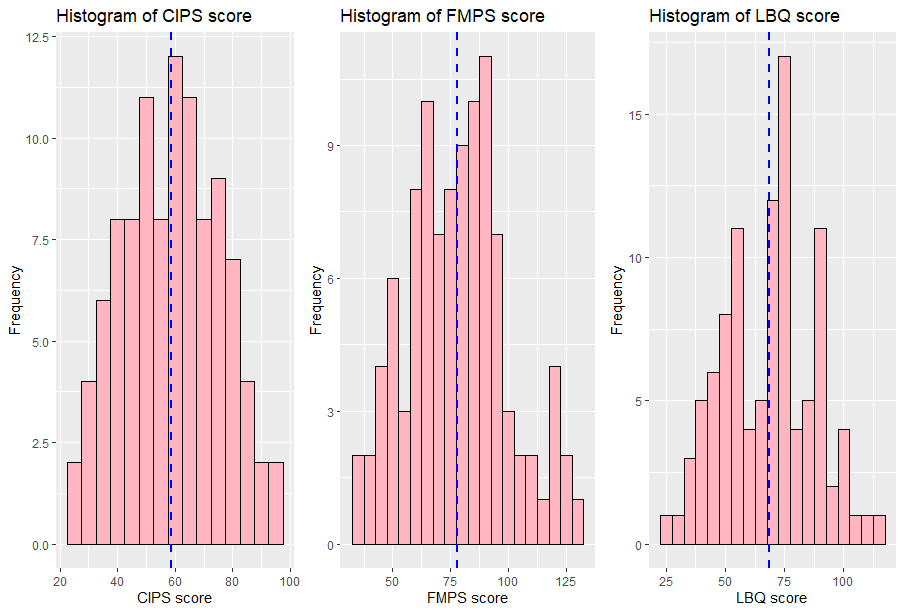 Histogram of CIPS score
12.5
10.0
7.5
5.0
2.5
0.0
Frequency
20 40 60 80 100
CIPS score
Histogram of FMPS score
9
6
3
0
Frequency
50 75 100 125
FMPS score
Histogram of LBQ score
15
10
5
0
Frequency
25 50 75 100
LBQ score